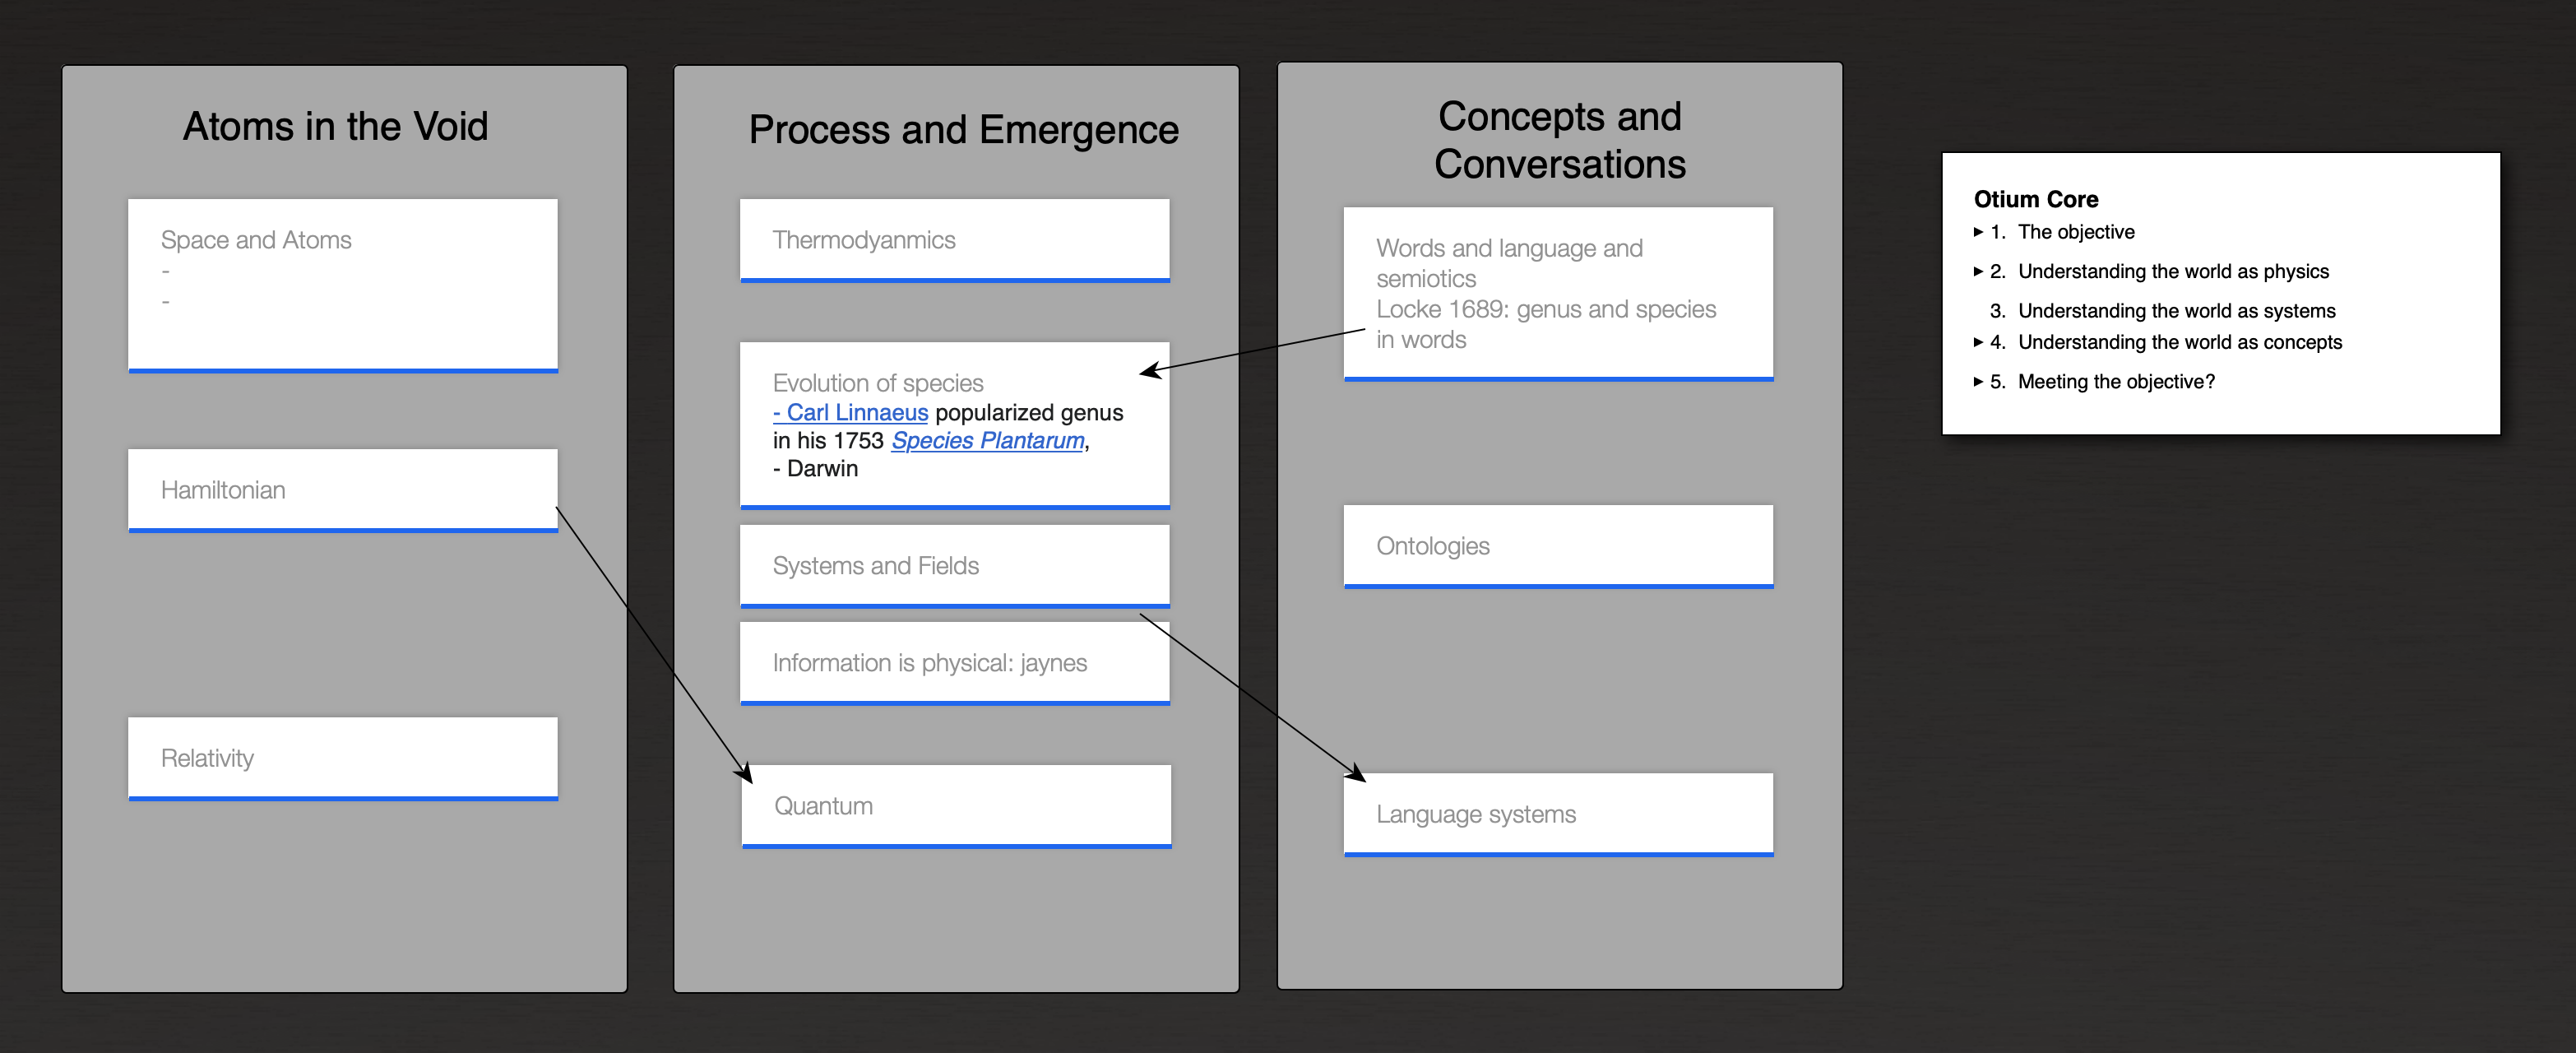 Atoms in the Void
Space and Atoms
-
-
Hamiltonian
Relativity
Process and Emergence
Thermodyanmics
Evolution of species
- Carl Linnaeus popularized genus
in his 1753 Species Plantarum,
- Darwin
Systems and Fields
Information is physical: jaynes
Quantum
Concepts and
Conversations
Words and language and
semiotics
Locke 1689: genus and species
in words
Ontologies
Language systems
Otium Core
1. The objective
2. Understanding the world as physics
3. Understanding the world as systems
4. Understanding the world as concepts
5. Meeting the objective?